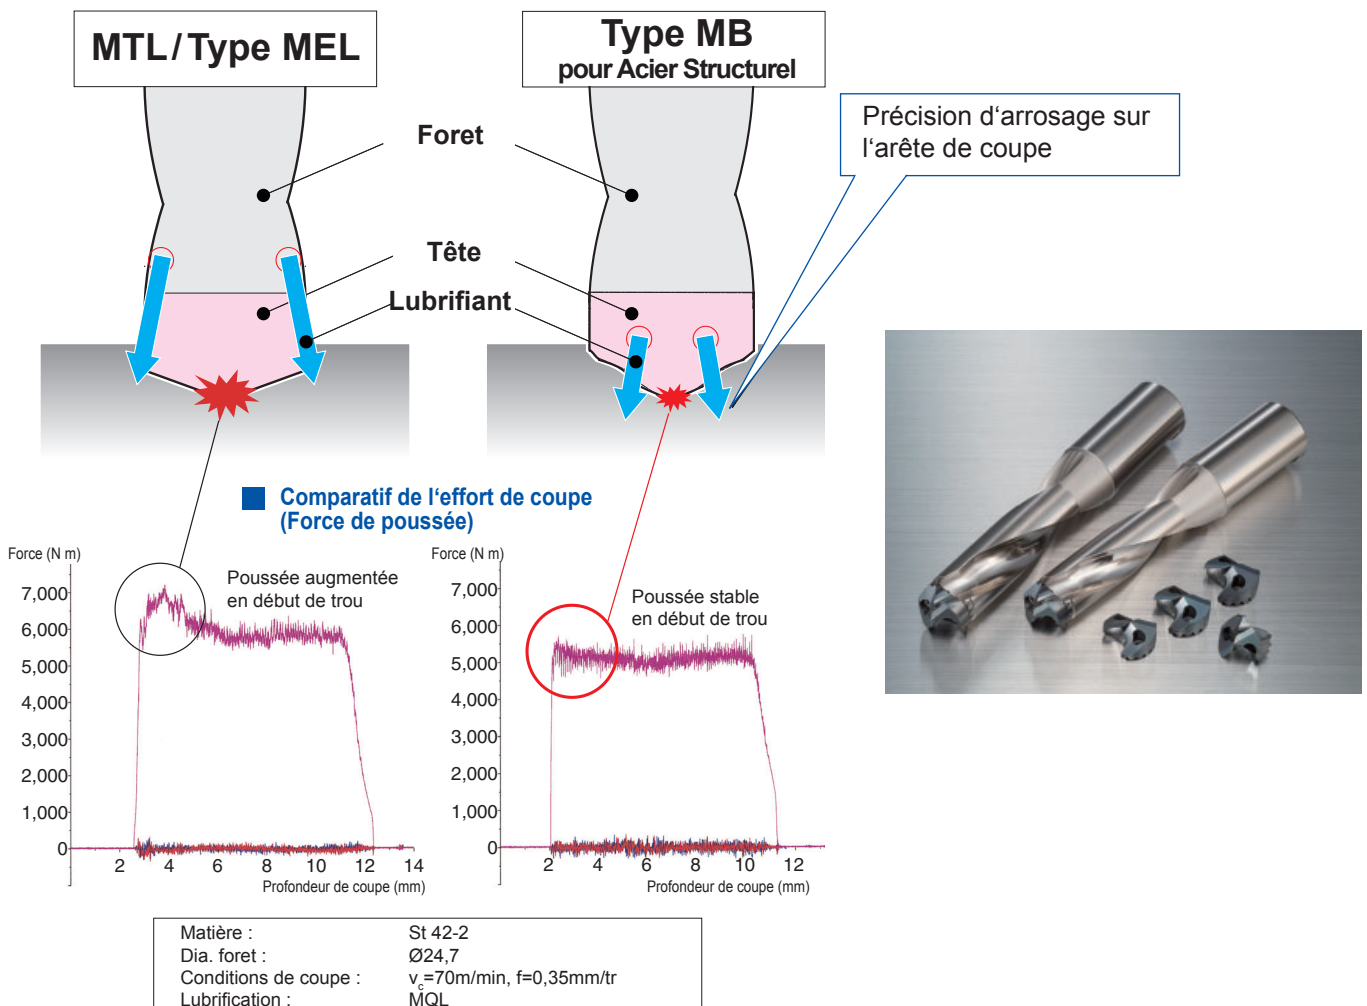 MTL/Type MEL
Type MB
pour Acier Structurel
Précision d‘arrosage sur
l‘arête de coupe
Foret
Tête
Lubrifiant
Comparatif de l‘effort de coupe
(Force de poussée)
Force (N m)
7,000
6,000
5,000
4,000
3,000
2,000
1,000
0
2 4 6 8 10 12 14
Profondeur de coupe (mm)
Poussée augmentée
en début de trou
Force (N m)
7,000
6,000
5,000
4,000
3,000
2,000
1,000
0
2 4 6 8 10 12
Profondeur de coupe (mm)
Poussée stable
en début de trou
Matière : St 42-2
Dia. foret : Ø24,7
Conditions de coupe : vc=70m/min, f=0,35mm/tr
Lubrification : MQL